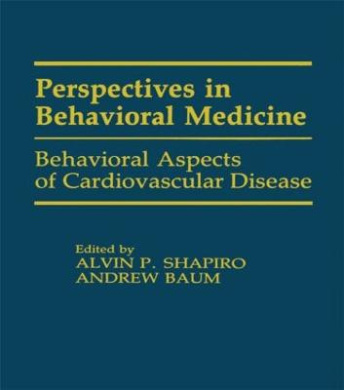 Perspectives in
Behavioral Medicine
Behavioral Aspects
of Cardiovascular Disease
Edited by
ALVIN P. SHAPIRO
ANDREW BAUM